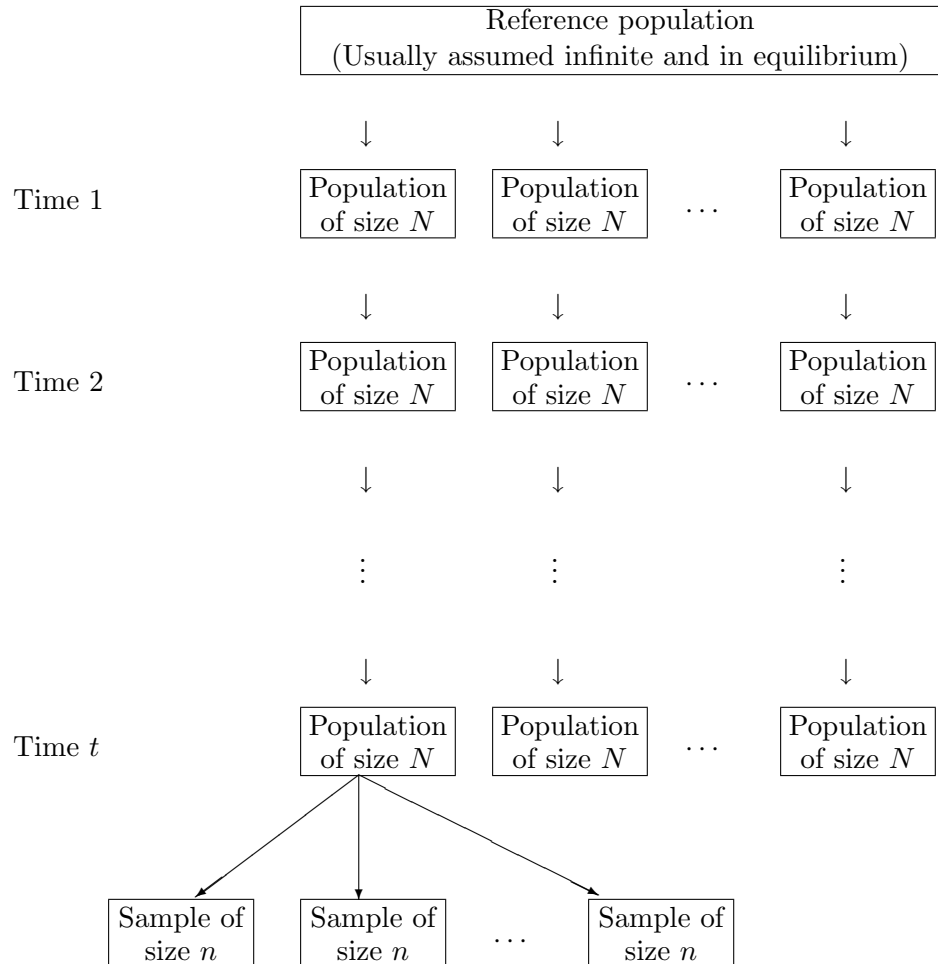 Reference population
(Usually assumed infinite and in equilibrium)
↓ ↓ ↓
Time 1
Population of size N
Population of size N
...
Population of size N
↓ ↓ ↓
Time 2
Population of size N
Population of size N
...
Population of size N
↓ ↓ ↓
⋮ ⋮ ⋮
↓ ↓ ↓
Time t
Population of size N
Population of size N
...
Population of size N
Sample of size n
Sample of size n
...
Sample of size n